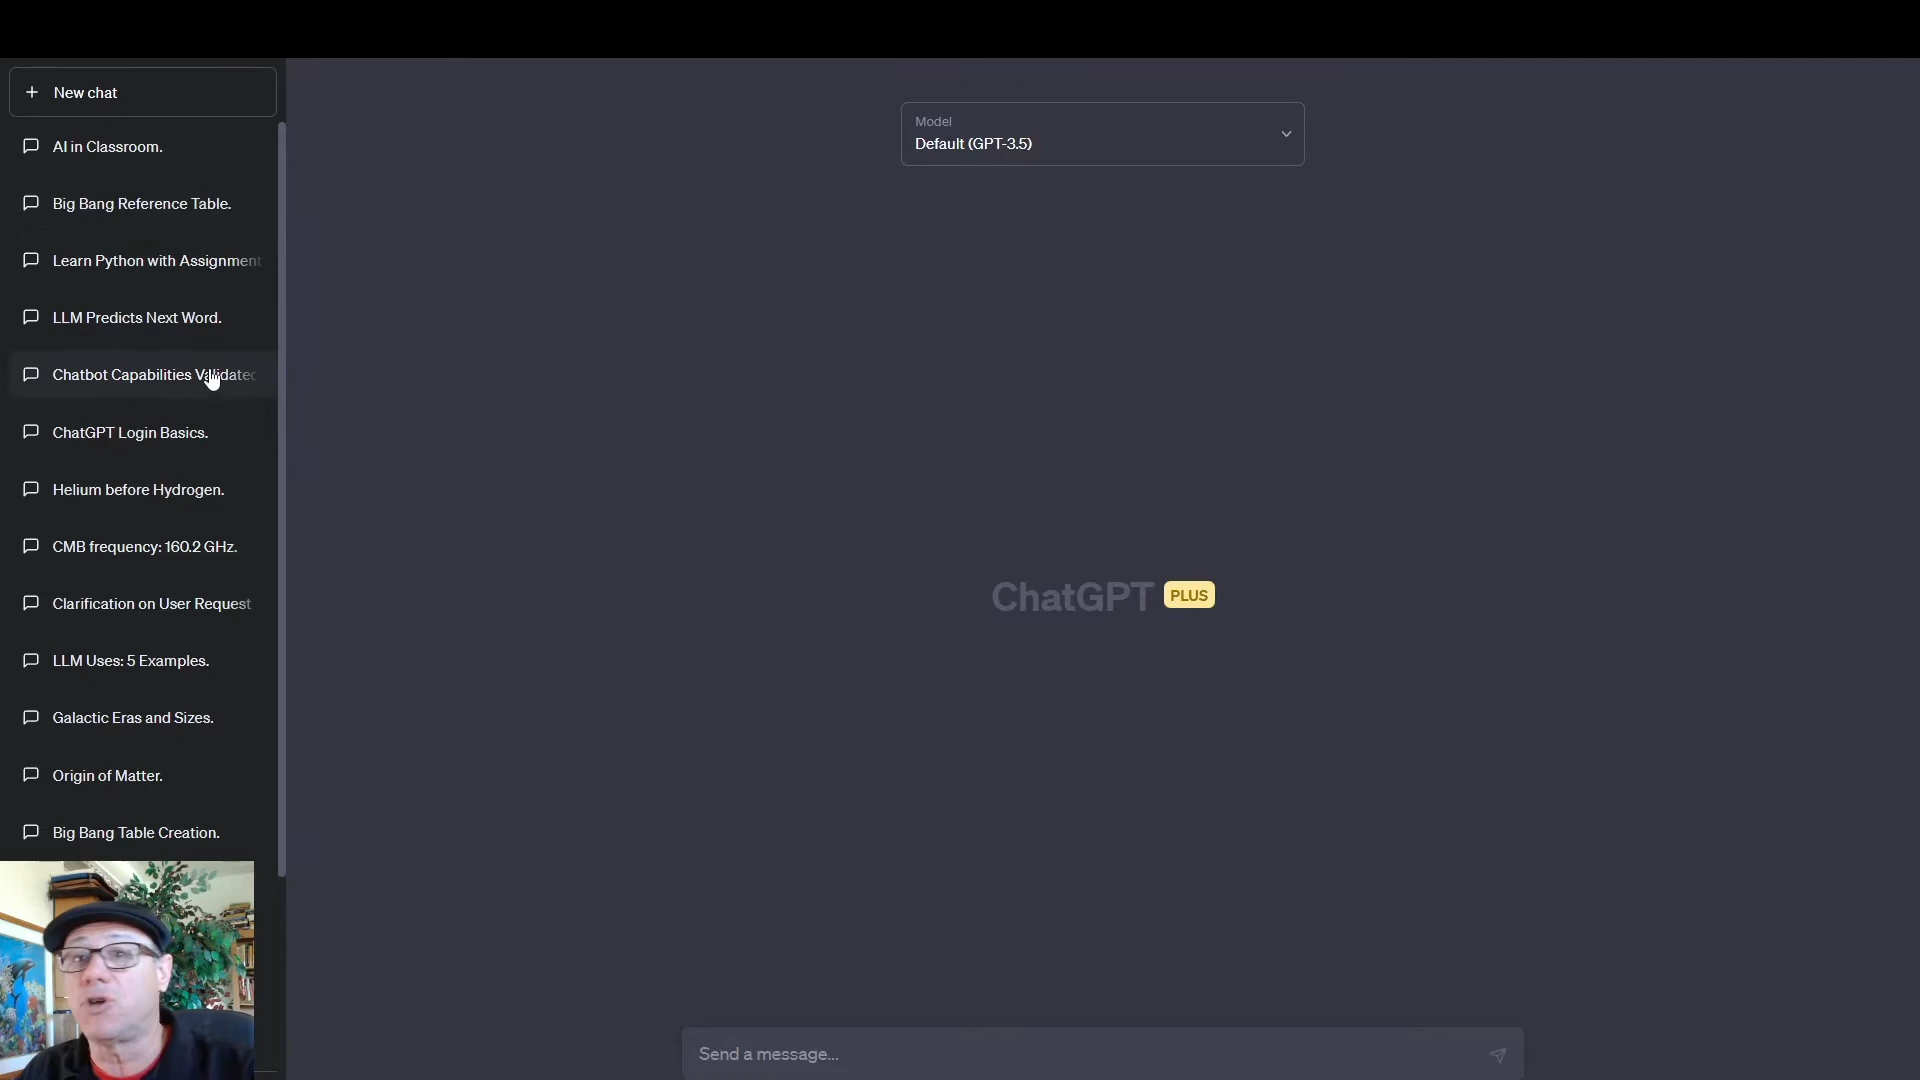 New chat
AI in Classroom.
Big Bang Reference Table.
Learn Python with Assignment
LLM Predicts Next Word.
Chatbot Capabilities Validated
ChatGPT Login Basics.
Helium before Hydrogen.
CMB frequency: 160.2 GHz.
Clarification on User Request
LLM Uses: 5 Examples.
Galactic Eras and Sizes.
Origin of Matter.
Big Bang Table Creation.
Model
Default (GPT-3.5)
ChatGPT PLUS
Send a message...